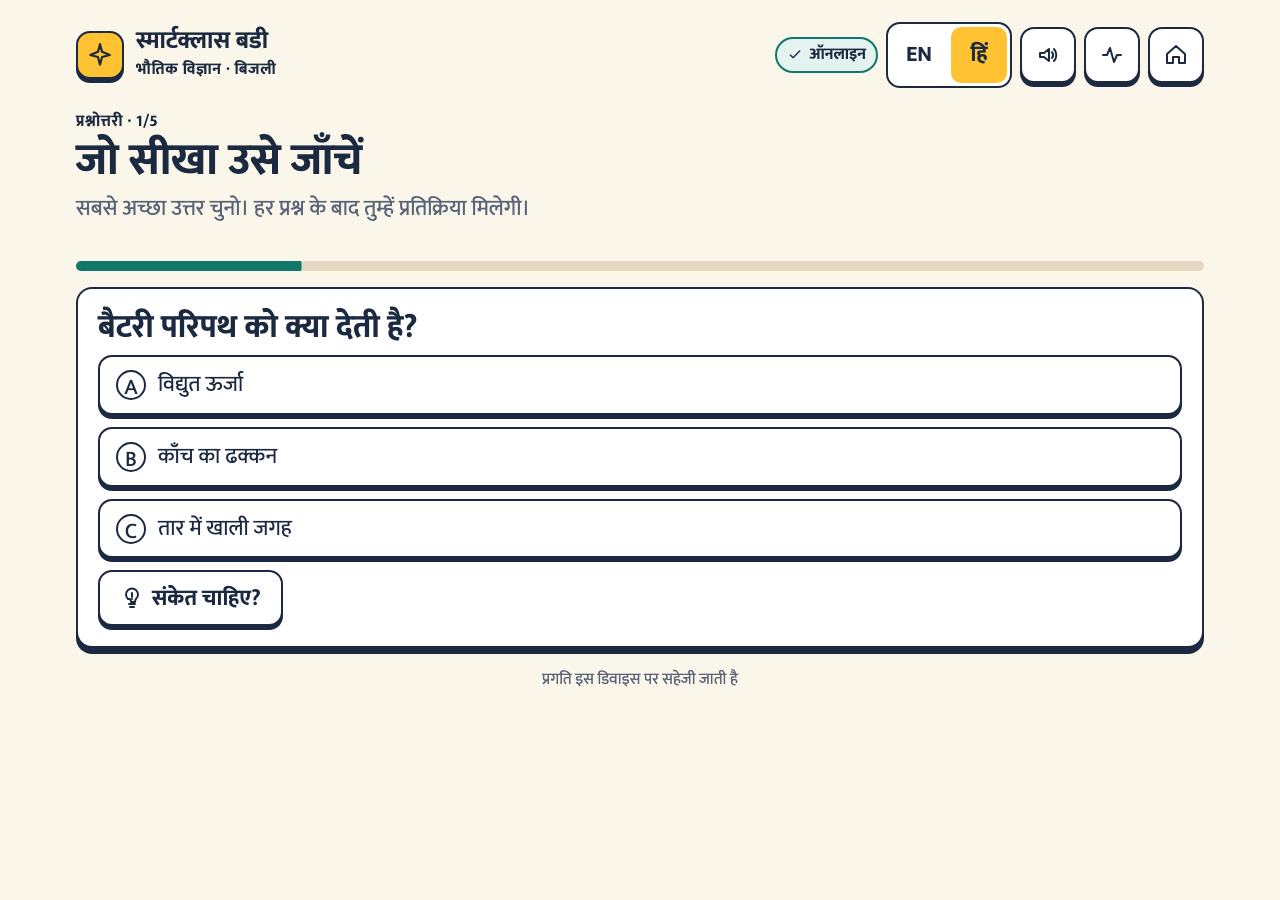 स्मार्टक्लास बडी
भौतिक विज्ञान · बिजली
ऑनलाइन
EN
हिं
प्रश्नोत्तरी · 1/5
जो सीखा उसे जाँचें
सबसे अच्छा उत्तर चुनो। हर प्रश्न के बाद तुम्हें प्रतिक्रिया मिलेगी।
बैटरी परिपथ को क्या देती है?
A विद्युत ऊर्जा
B काँच का ढक्कन
C तार में खाली जगह
संकेत चाहिए?
प्रगति इस डिवाइस पर सहेजी जाती है